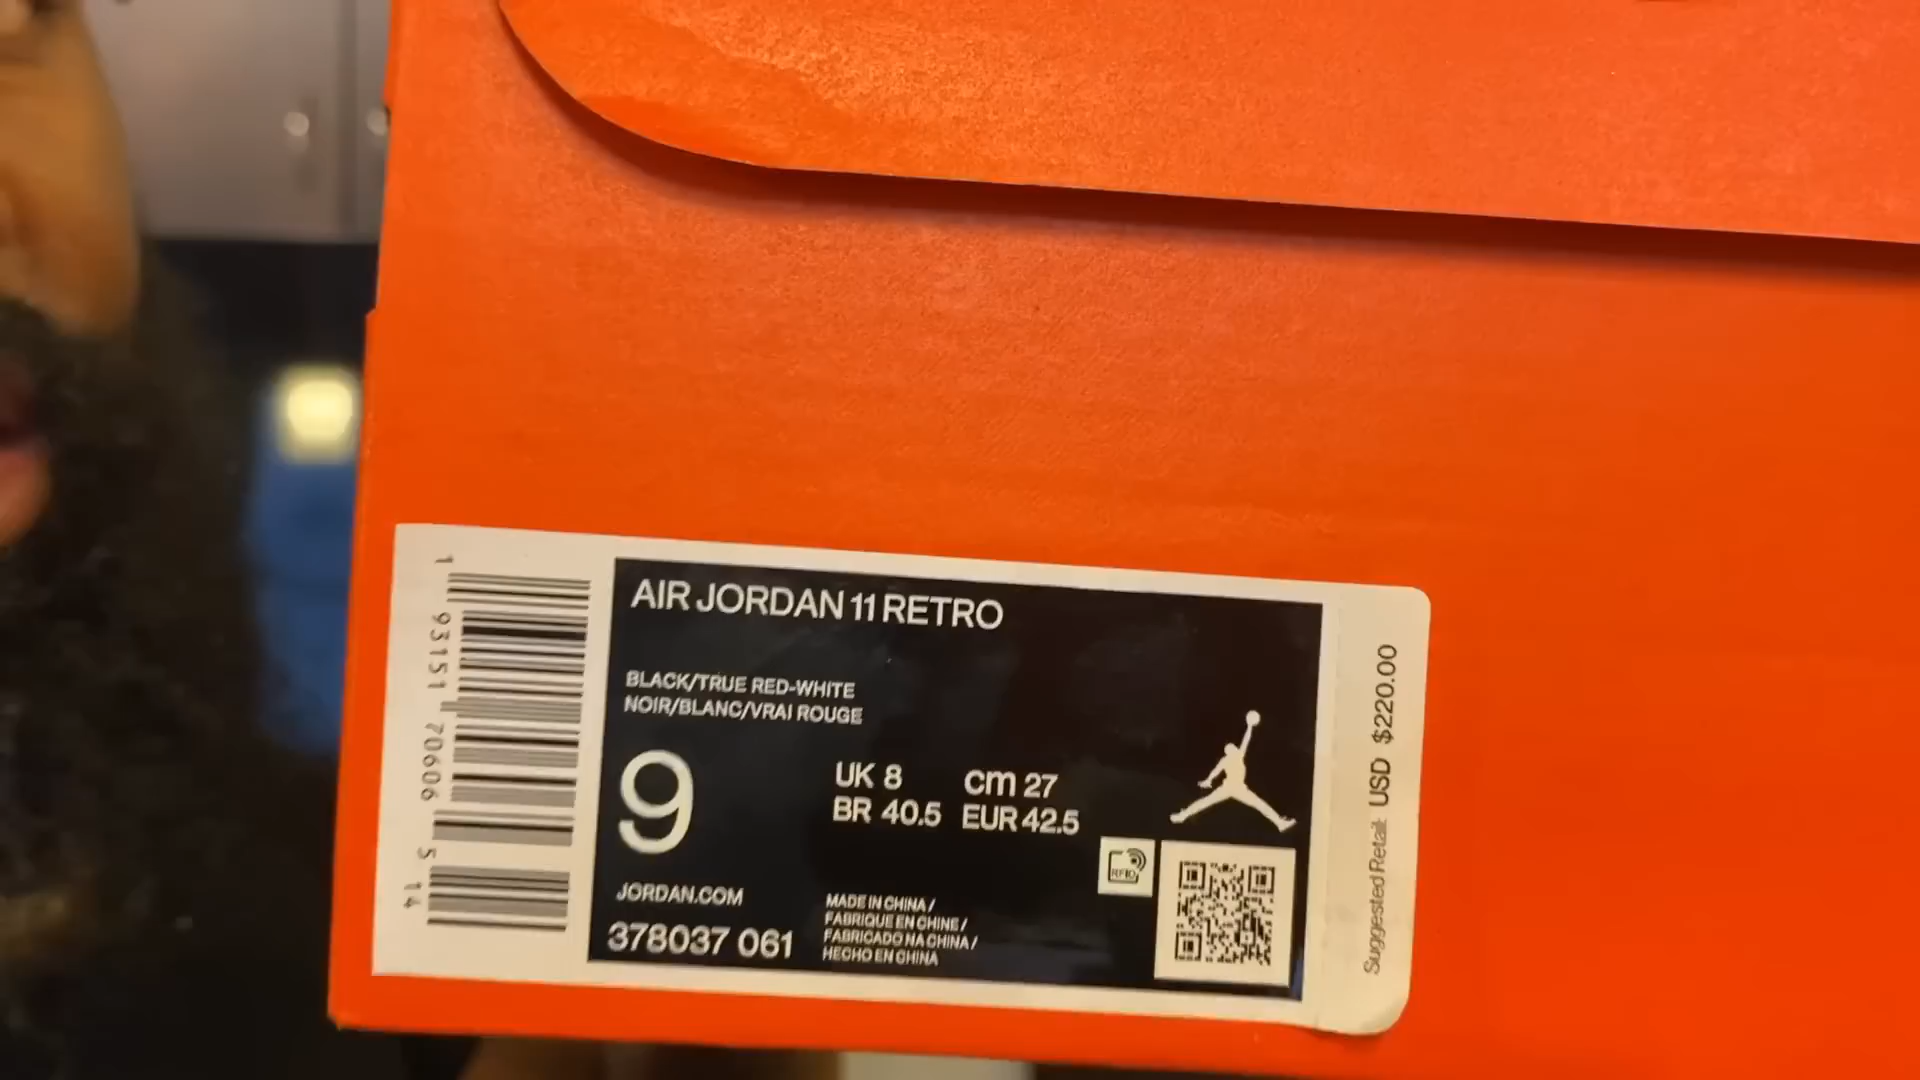 AIR JORDAN 11 RETRO
BLACK/TRUE RED-WHITE
NOIR/BLANC/VRAI ROUGE
9
UK 8 cm 27
BR 40.5 EUR 42.5
JORDAN.COM
378037 061
MADE IN CHINA /
FABRIQUE EN CHINE /
FABRICADO NA CHINA /
HECHO EN CHINA
RFID
1 93151 70606 5 14
Suggested Retail: USD $220.00